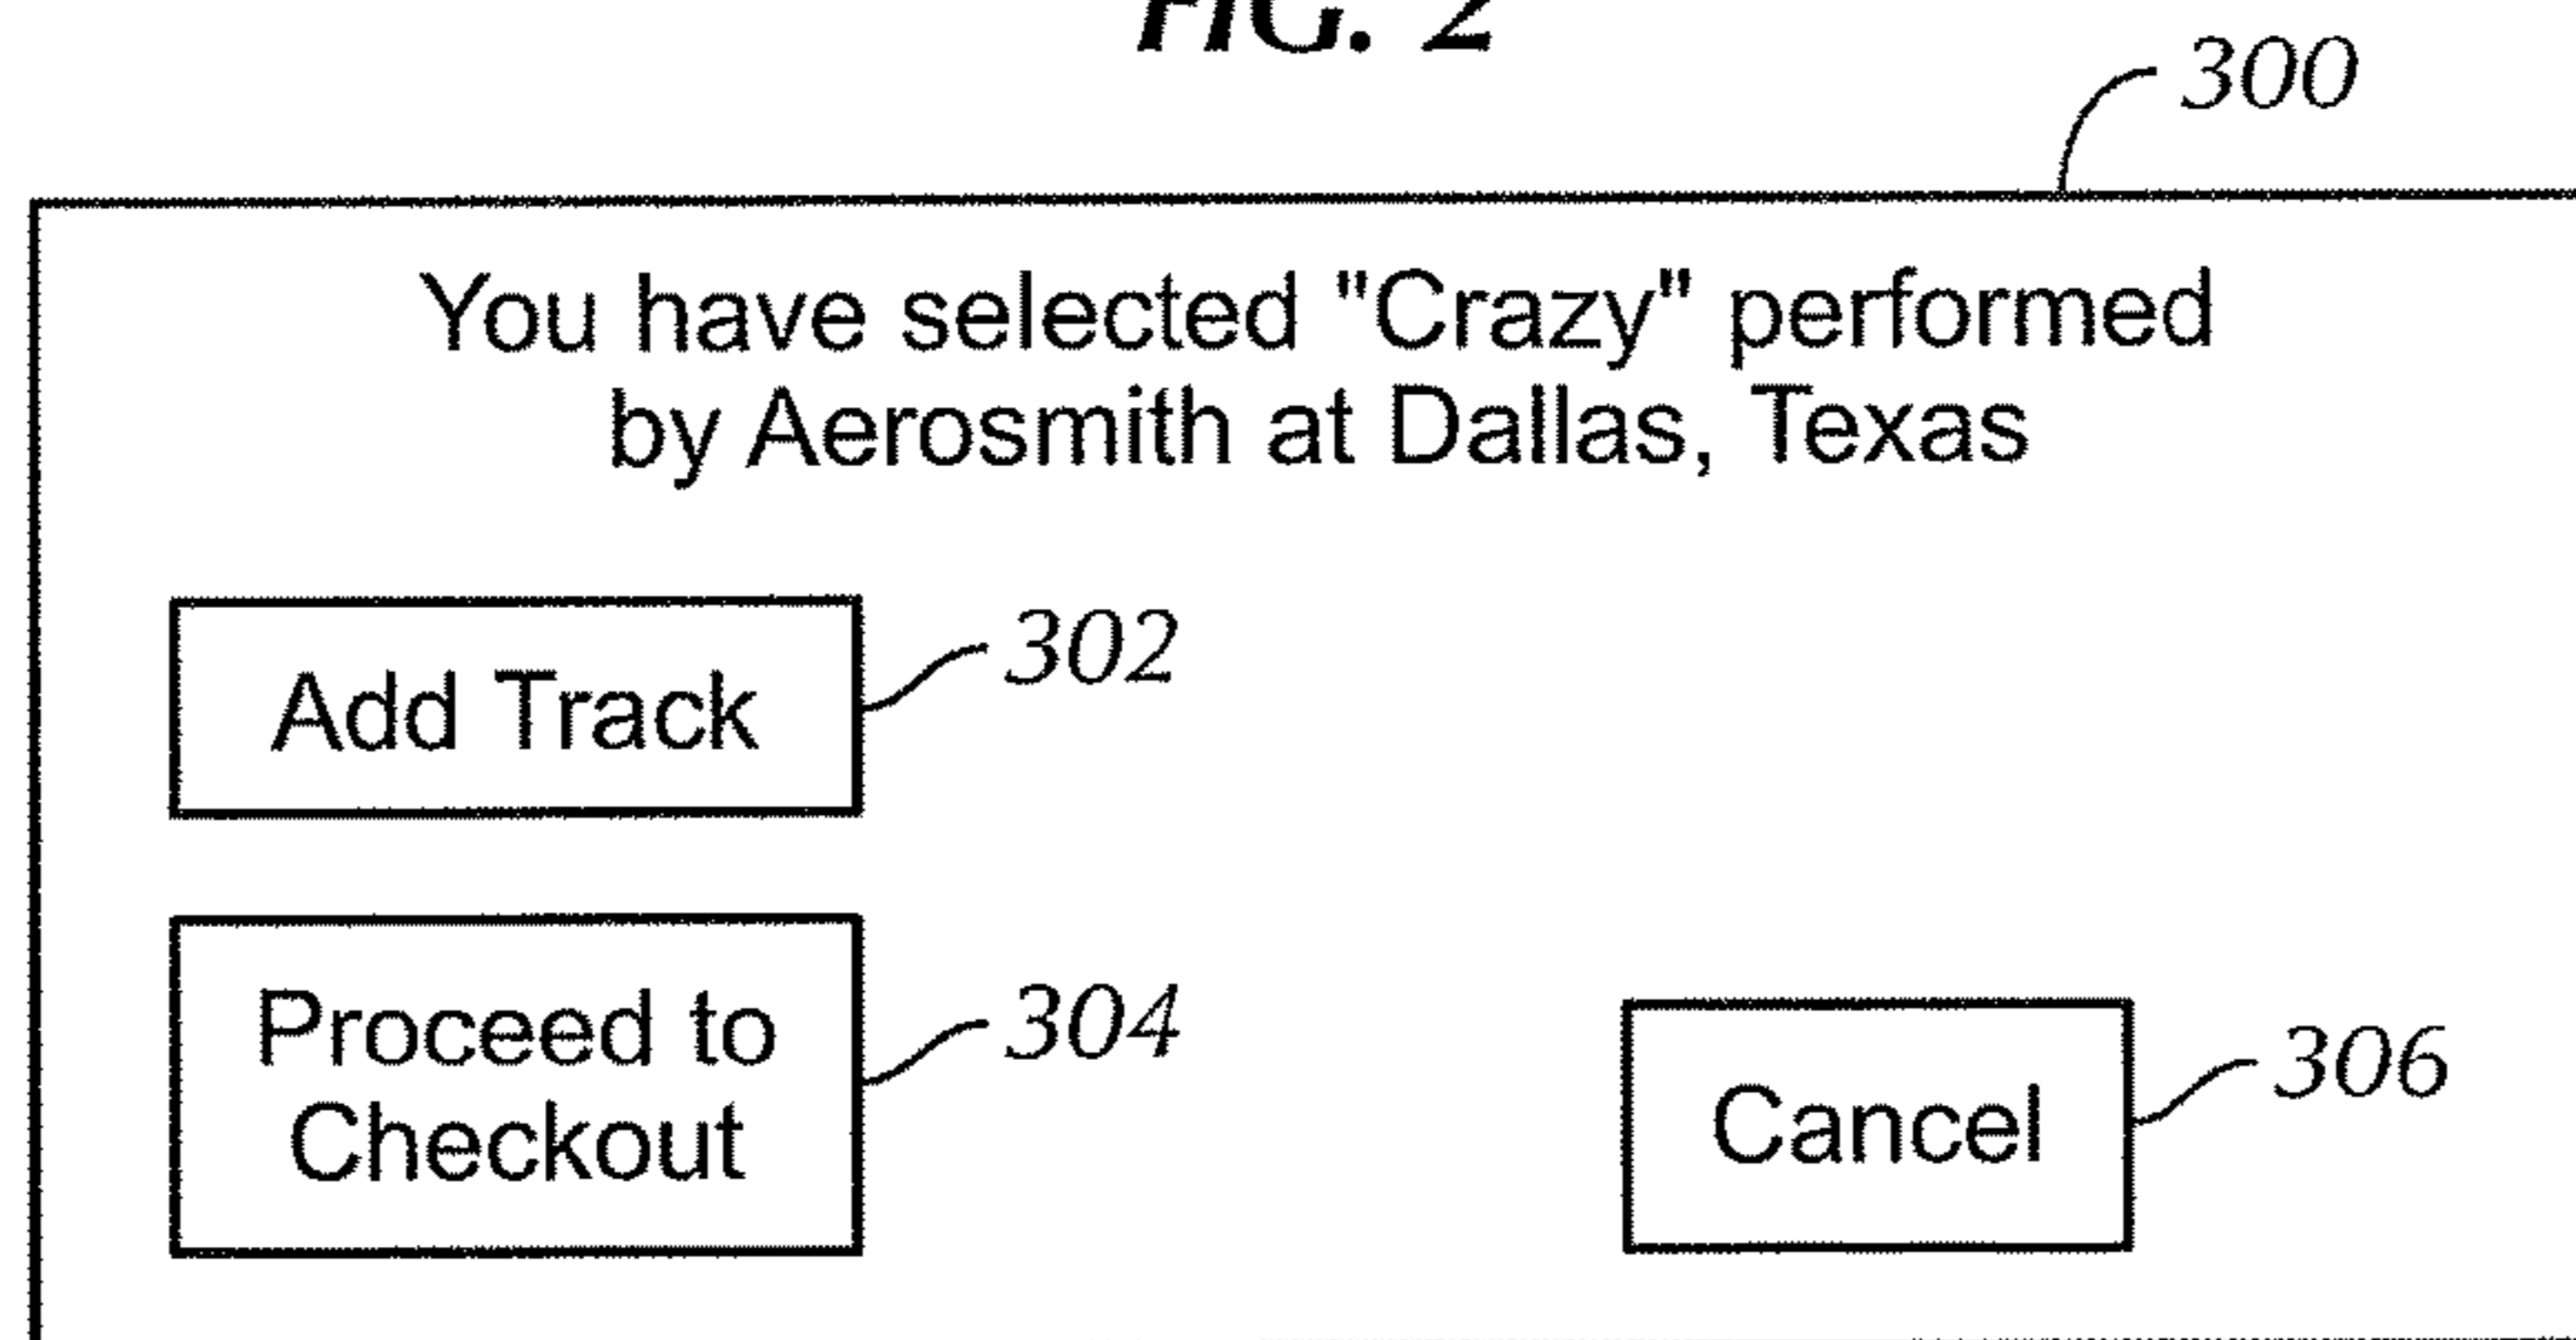 FIG. 2
300
You have selected "Crazy" performed
by Aerosmith at Dallas, Texas
Add Track
302
Proceed to
Checkout
304
Cancel
306